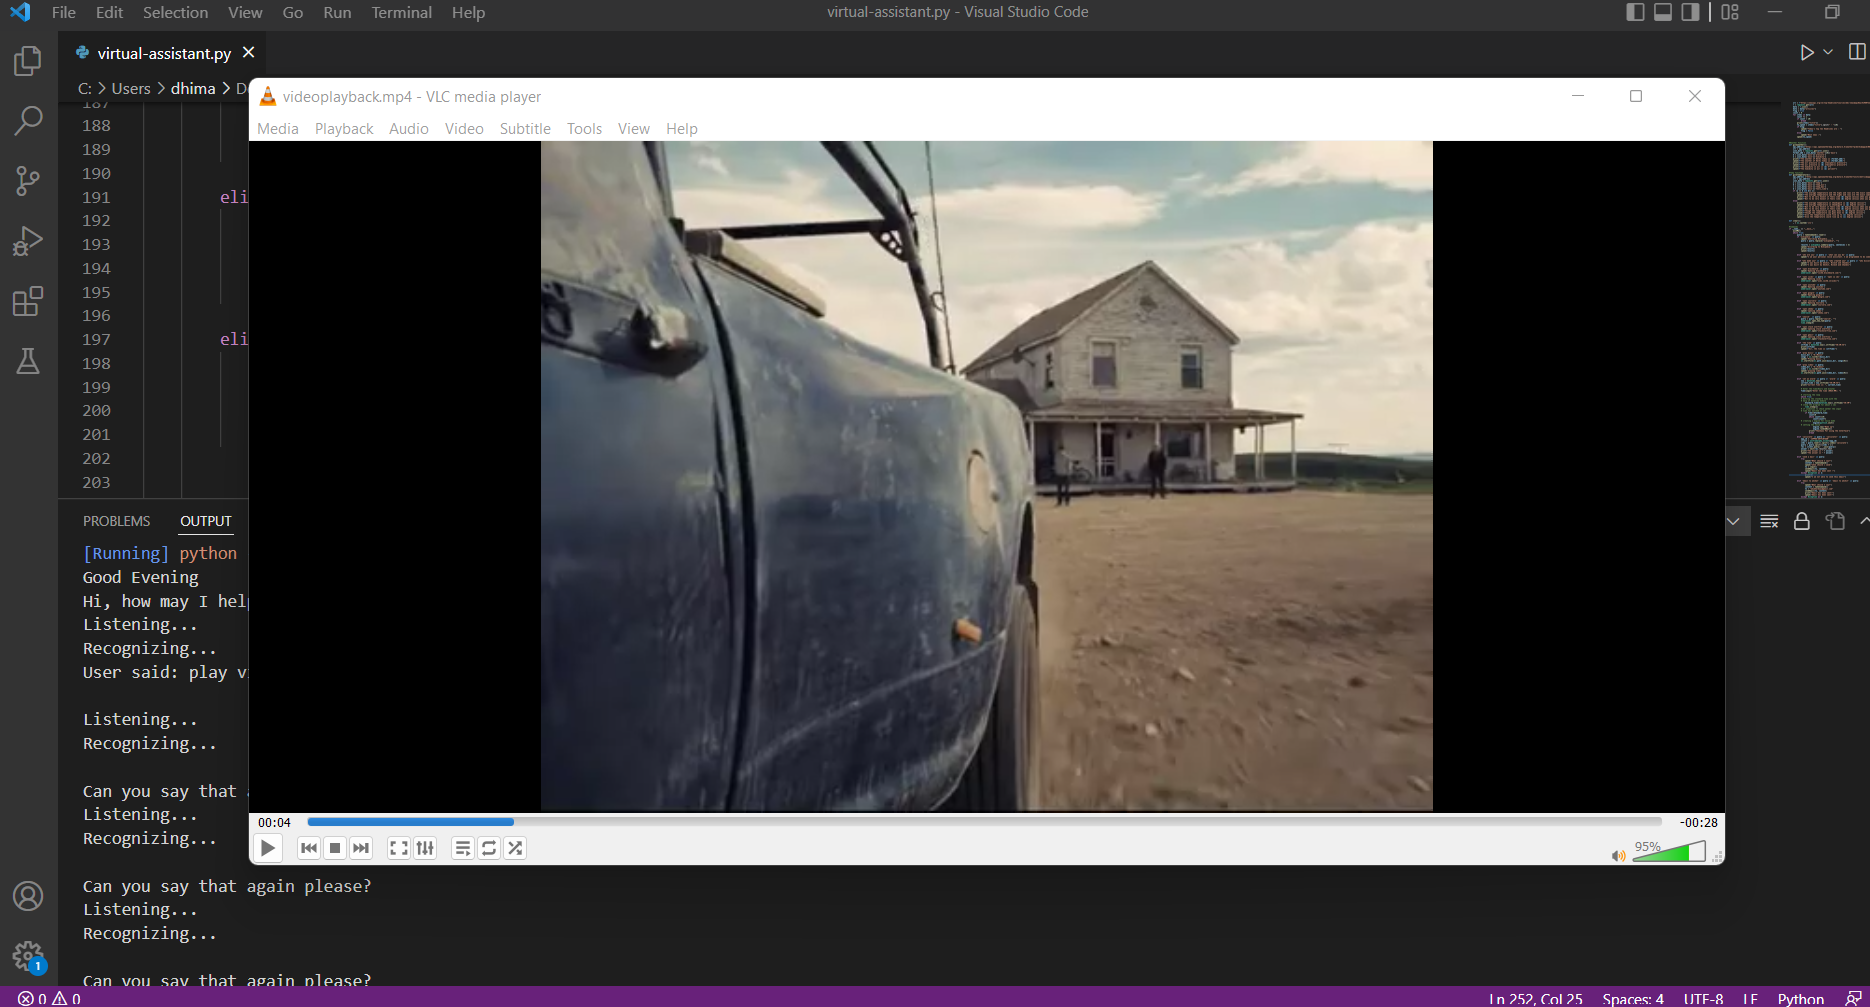 File Edit Selection View Go Run Terminal Help
virtual-assistant.py - Visual Studio Code
virtual-assistant.py
C: > Users > dhima > D
videoplayback.mp4 - VLC media player
Media Playback Audio Video Subtitle Tools View Help
187
188
189
190
191 eli
192
193
194
195
196
197 eli
198
199
200
201
202
203
PROBLEMS OUTPUT
[Running] python
Good Evening
Hi, how may I help
Listening...
Recognizing...
User said: play v
Listening...
Recognizing...
Can you say that
Listening...
Recognizing...
Can you say that again please?
Listening...
Recognizing...
Can you say that again please?
00:04
-00:28
95%
1
0 0
Ln 252, Col 25 Spaces: 4 UTF-8 LF Python